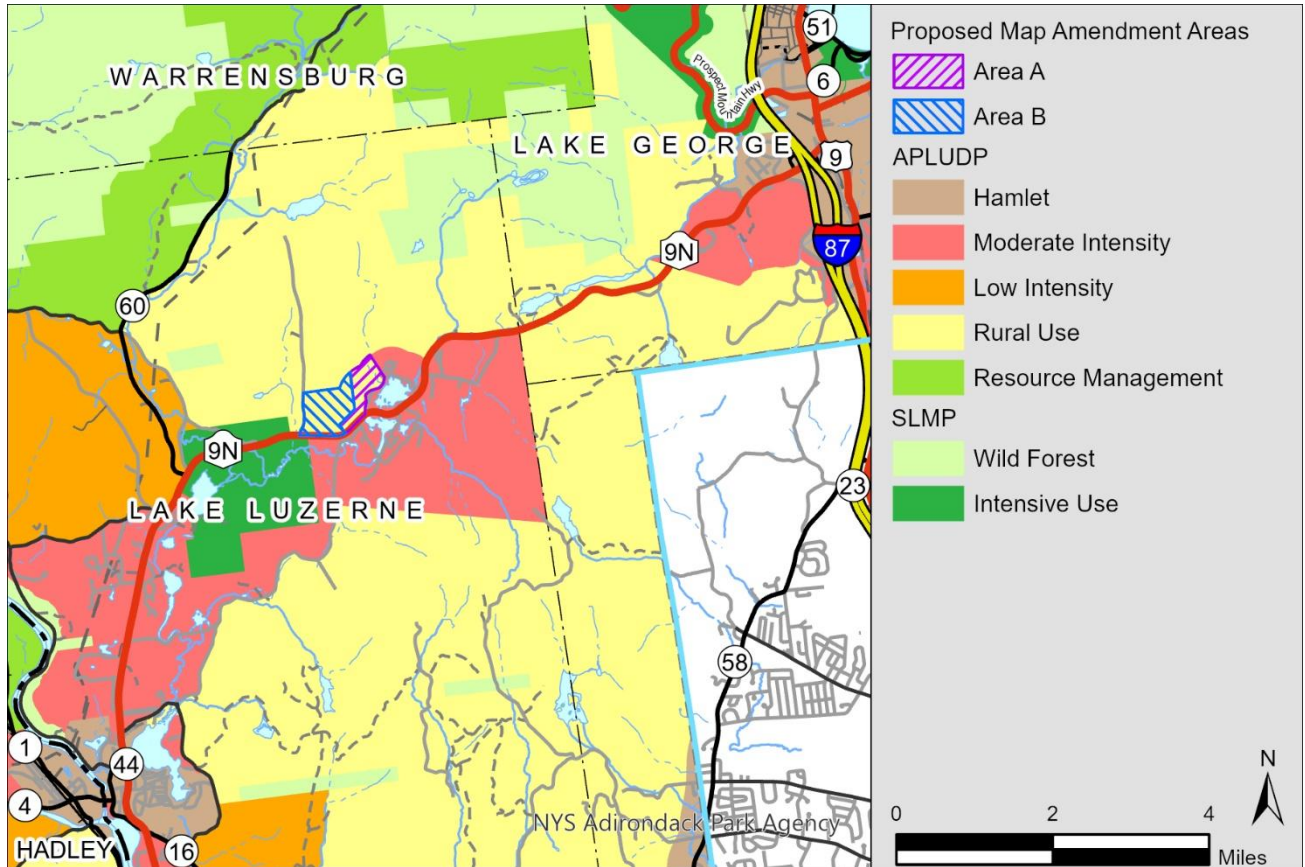 WARRENSBURG
Prospect Mountain Hwy
51
6
LAKE GEORGE
9
9N
87
60
9N
LAKE LUZERNE
23
58
1
44
4
HADLEY
16
NYS Adirondack Park Agency
Proposed Map Amendment Areas
Area A
Area B
APLUDP
Hamlet
Moderate Intensity
Low Intensity
Rural Use
Resource Management
SLMP
Wild Forest
Intensive Use
N
0 2 4
Miles